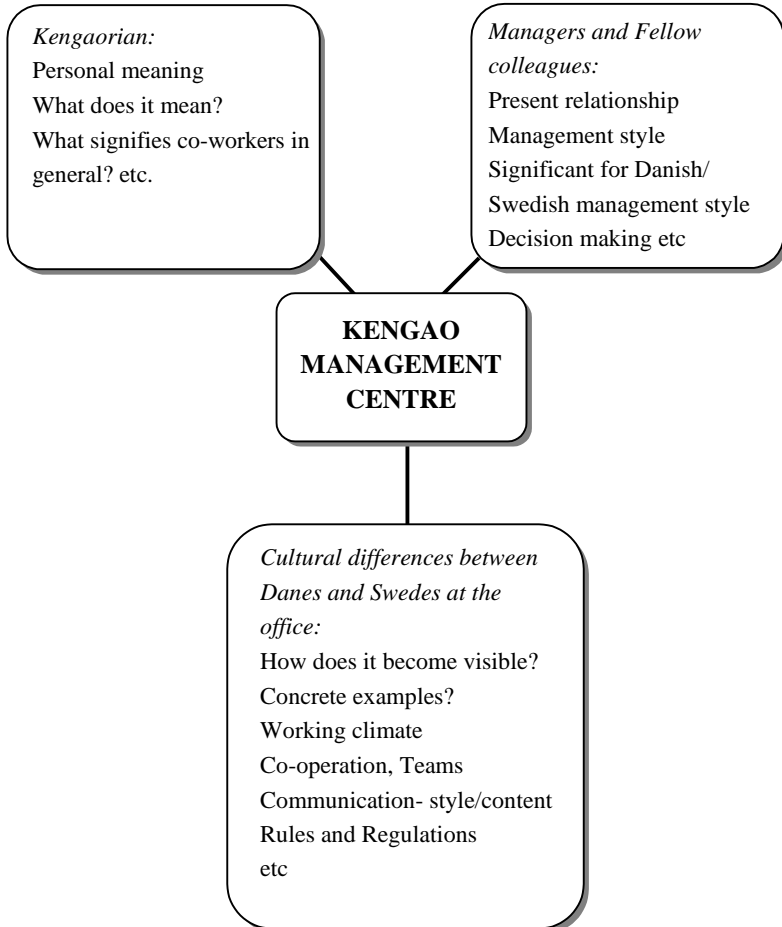 Kengaorian:
Personal meaning
What does it mean?
What signifies co-workers in
general? etc.
Managers and Fellow
colleagues:
Present relationship
Management style
Significant for Danish/
Swedish management style
Decision making etc
KENGAO
MANAGEMENT
CENTRE
Cultural differences between
Danes and Swedes at the
office:
How does it become visible?
Concrete examples?
Working climate
Co-operation, Teams
Communication- style/content
Rules and Regulations
etc